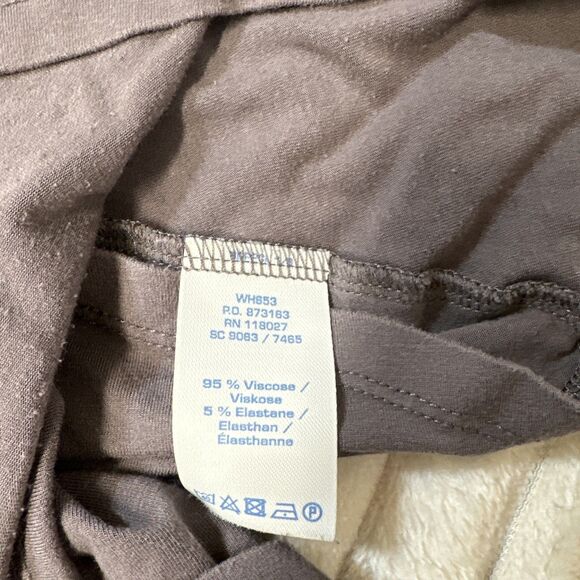 WH653
P.O. 873163
RN 118027
SC 9063 / 7465
95 % Viscose /
Viskose
5 % Elastane /
Elasthan /
Élasthanne
P